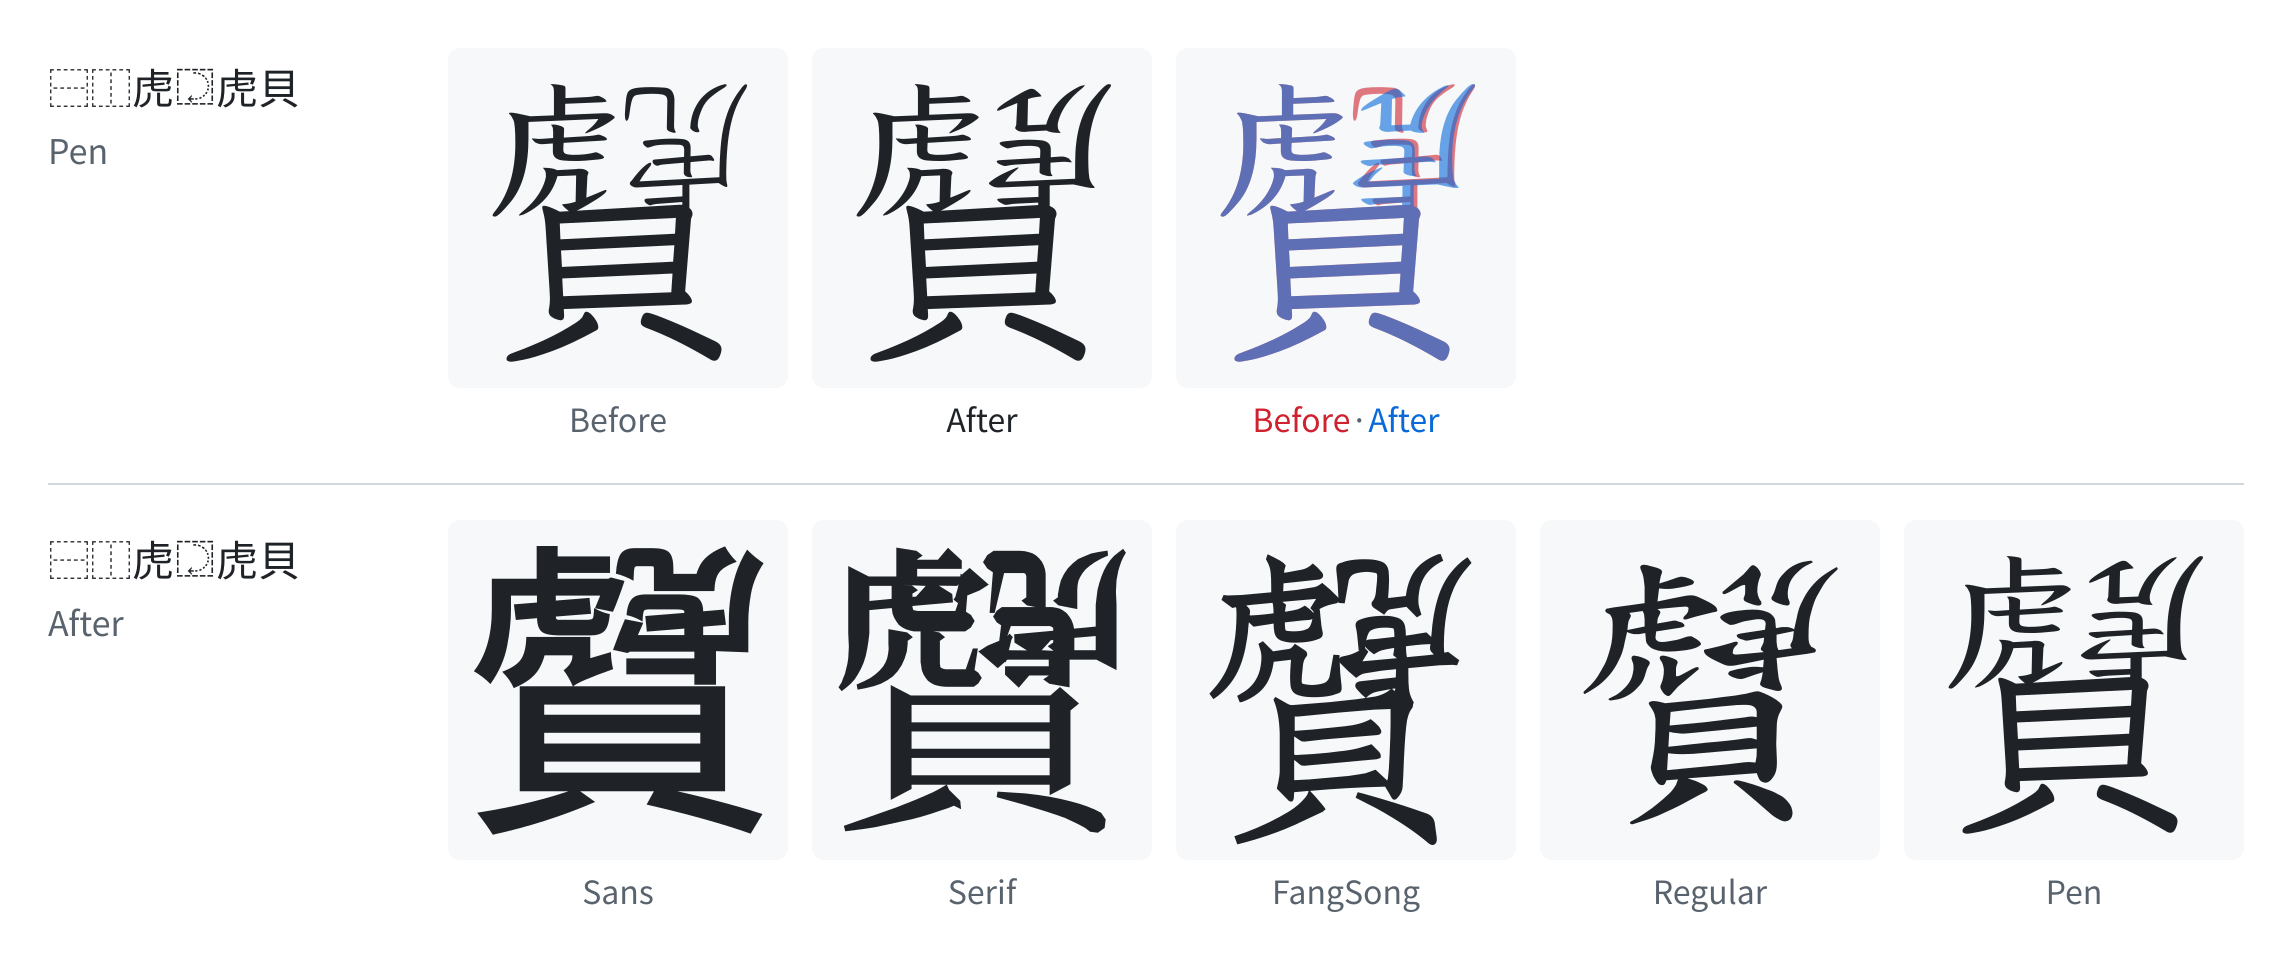 ⿱⿰虎⿿虎貝
Pen
Before
After
Before · After
⿱⿰虎⿿虎貝
After
Sans
Serif
FangSong
Regular
Pen